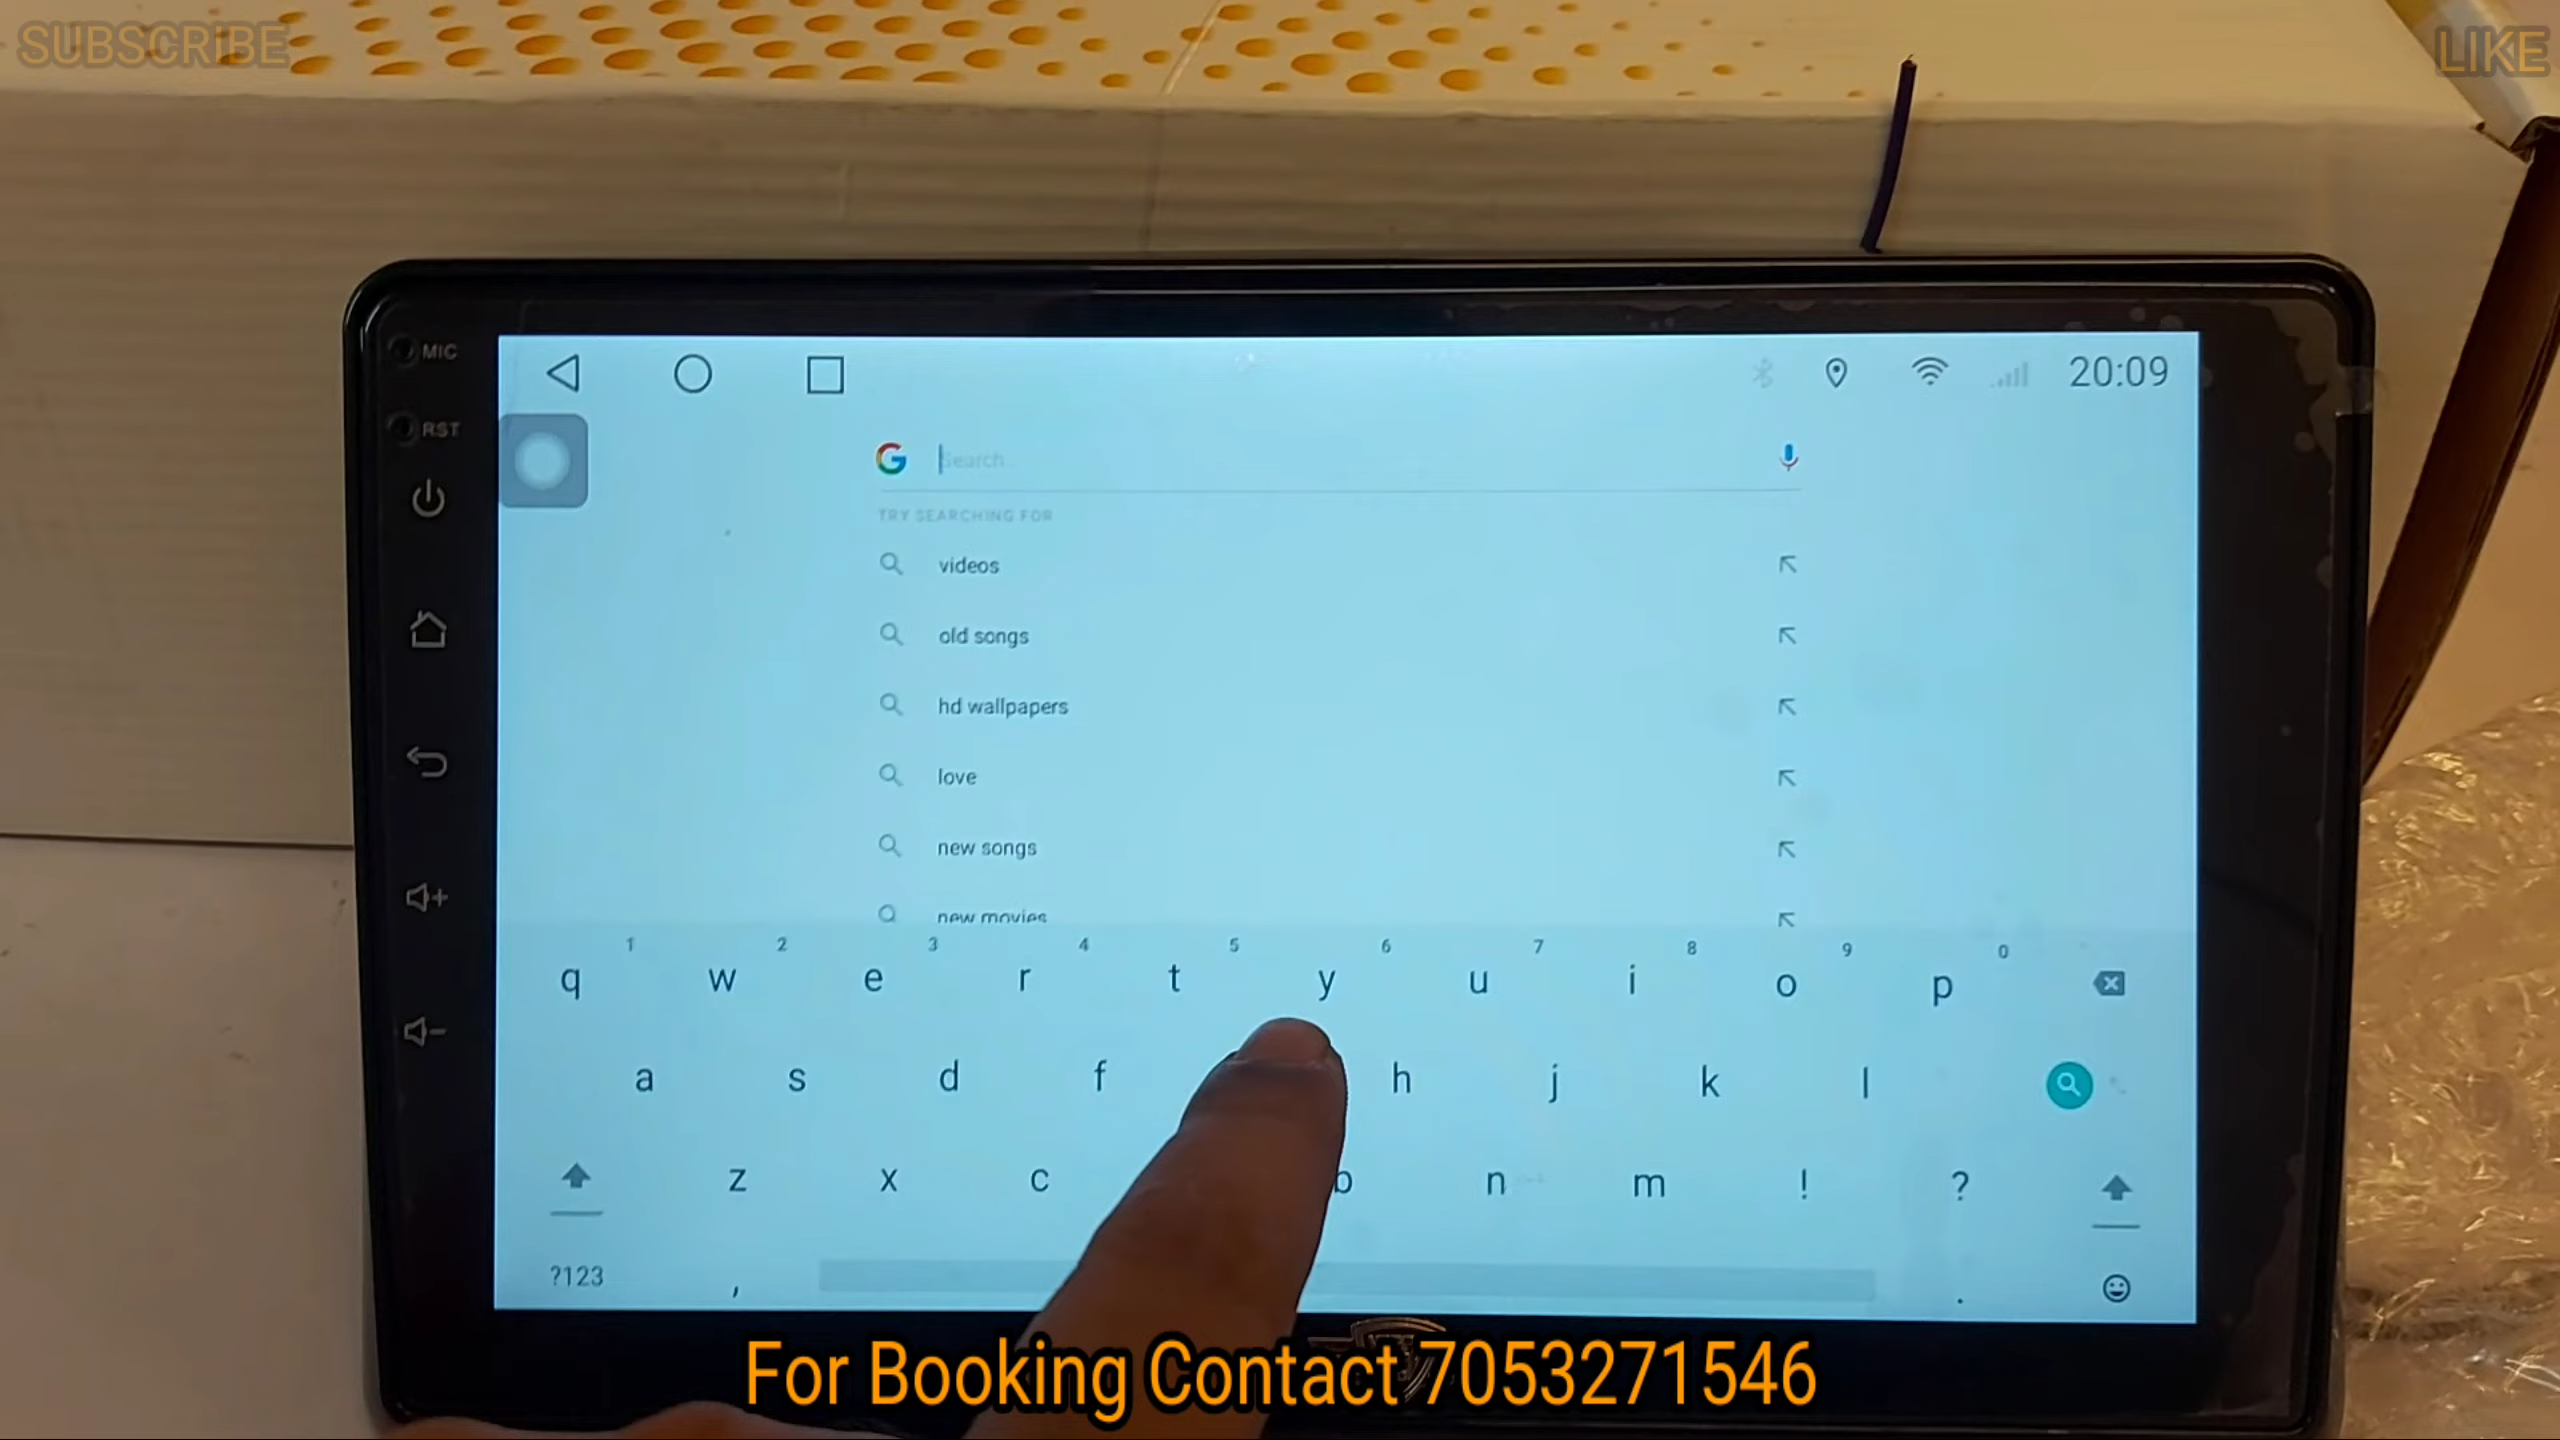 SUBSCRIBE
LIKE
MIC
RST
20:09
Search
TRY SEARCHING FOR
videos
old songs
hd wallpapers
love
new songs
new movies
1 2 3 4 5 6 7 8 9 0
q w e r t y u i o p
a s d f h j k l
z x c b n m ! ?
?123 , .
For Booking Contact 7053271546